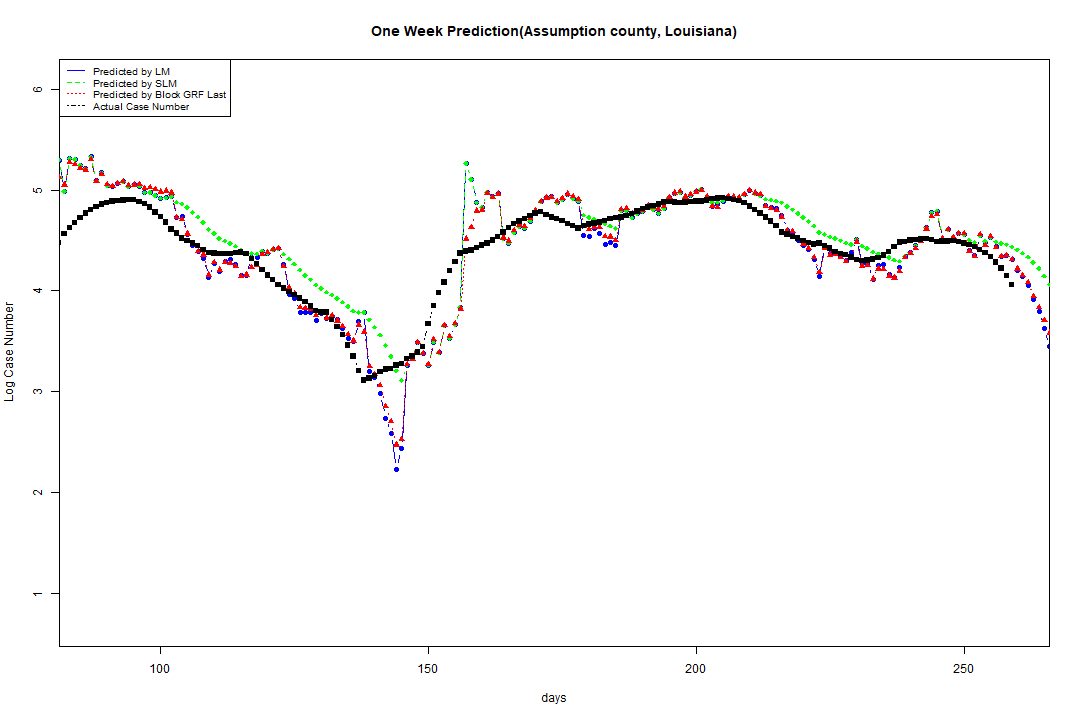 One Week Prediction(Assumption county, Louisiana)
Predicted by LM
Predicted by SLM
Predicted by Block GRF Last
Actual Case Number
6
5
4
3
2
1
Log Case Number
100 150 200 250
days